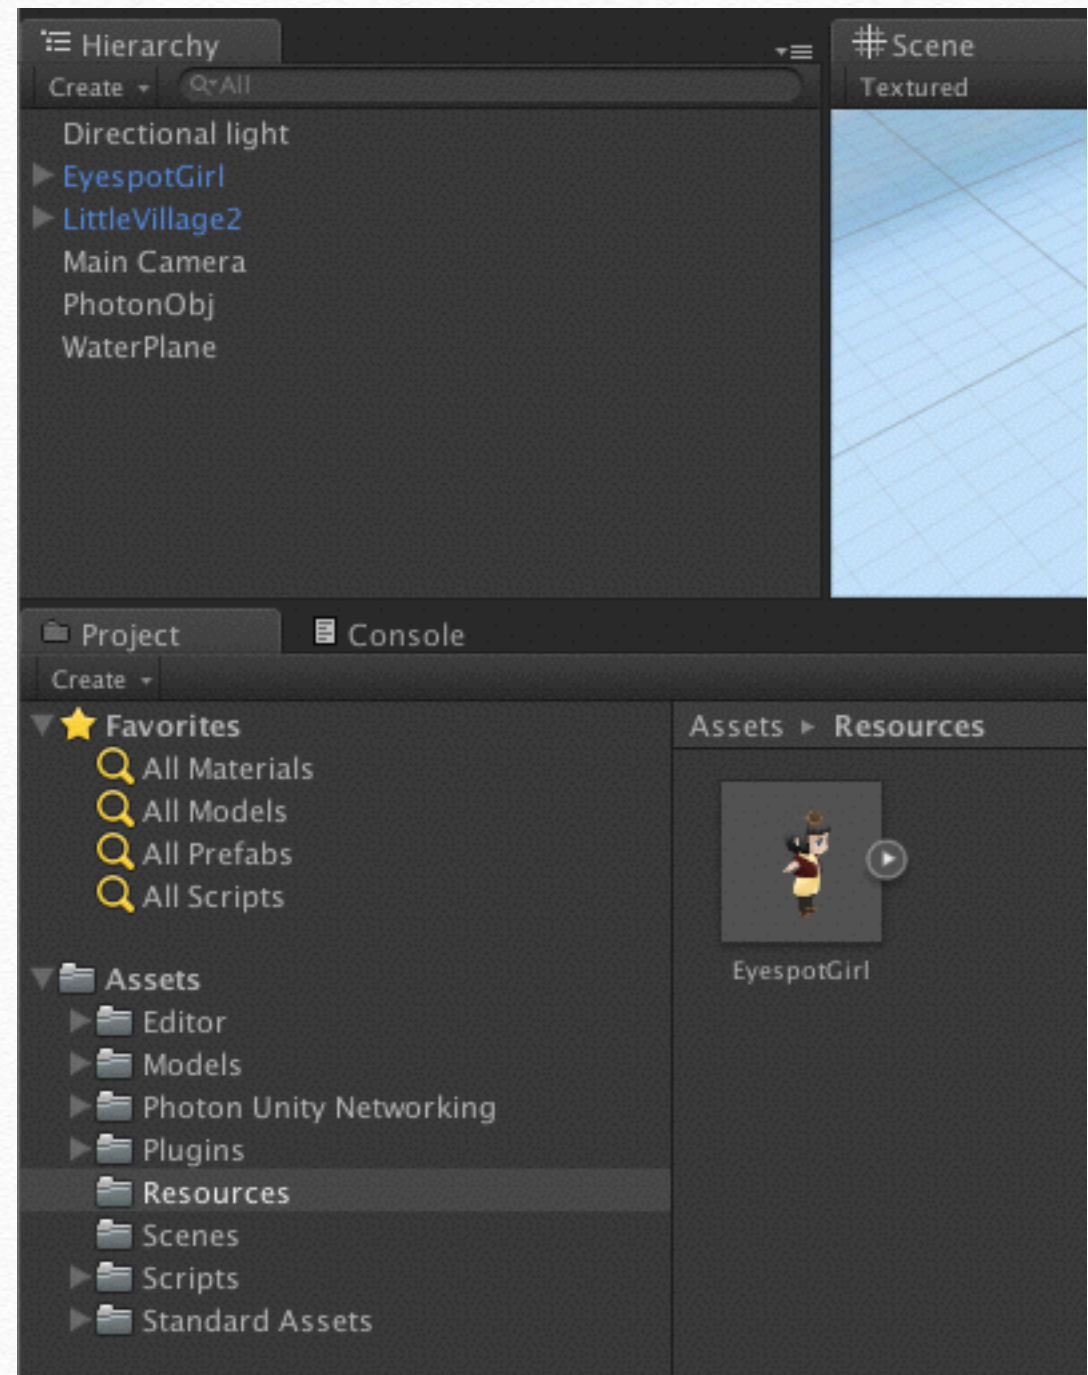 Hierarchy
Scene
Create
All
Textured
Directional light
EyespotGirl
LittleVillage2
Main Camera
PhotonObj
WaterPlane
Project
Console
Create
Favorites
All Materials
All Models
All Prefabs
All Scripts
Assets
Editor
Models
Photon Unity Networking
Plugins
Resources
Scenes
Scripts
Standard Assets
Assets ▸ Resources
EyespotGirl